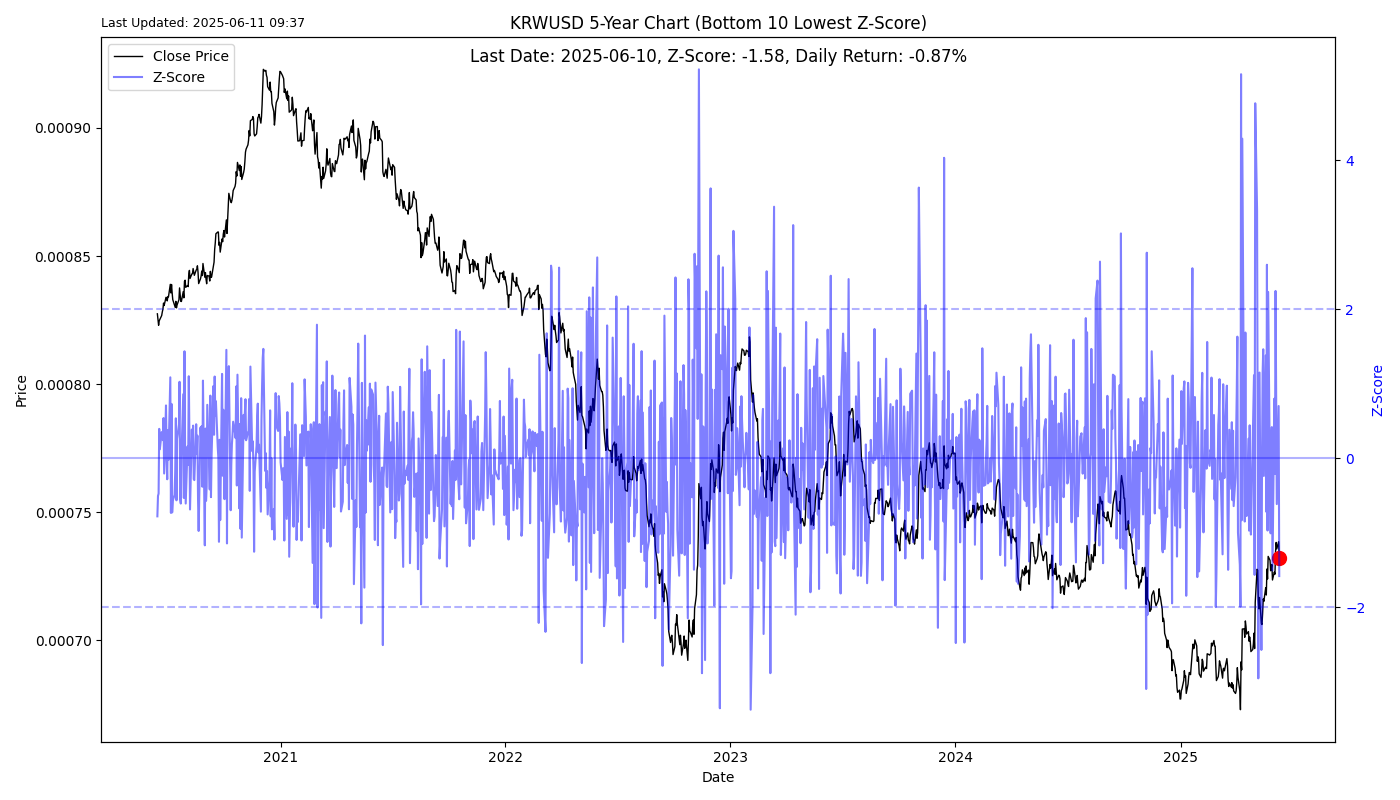 Last Updated: 2025-06-11 09:37
KRWUSD 5-Year Chart (Bottom 10 Lowest Z-Score)
Last Date: 2025-06-10, Z-Score: -1.58, Daily Return: -0.87%
Close Price
Z-Score
0.00090
0.00085
0.00080
0.00075
0.00070
Price
4
2
0
−2
Z-Score
2021 2022 2023 2024 2025
Date